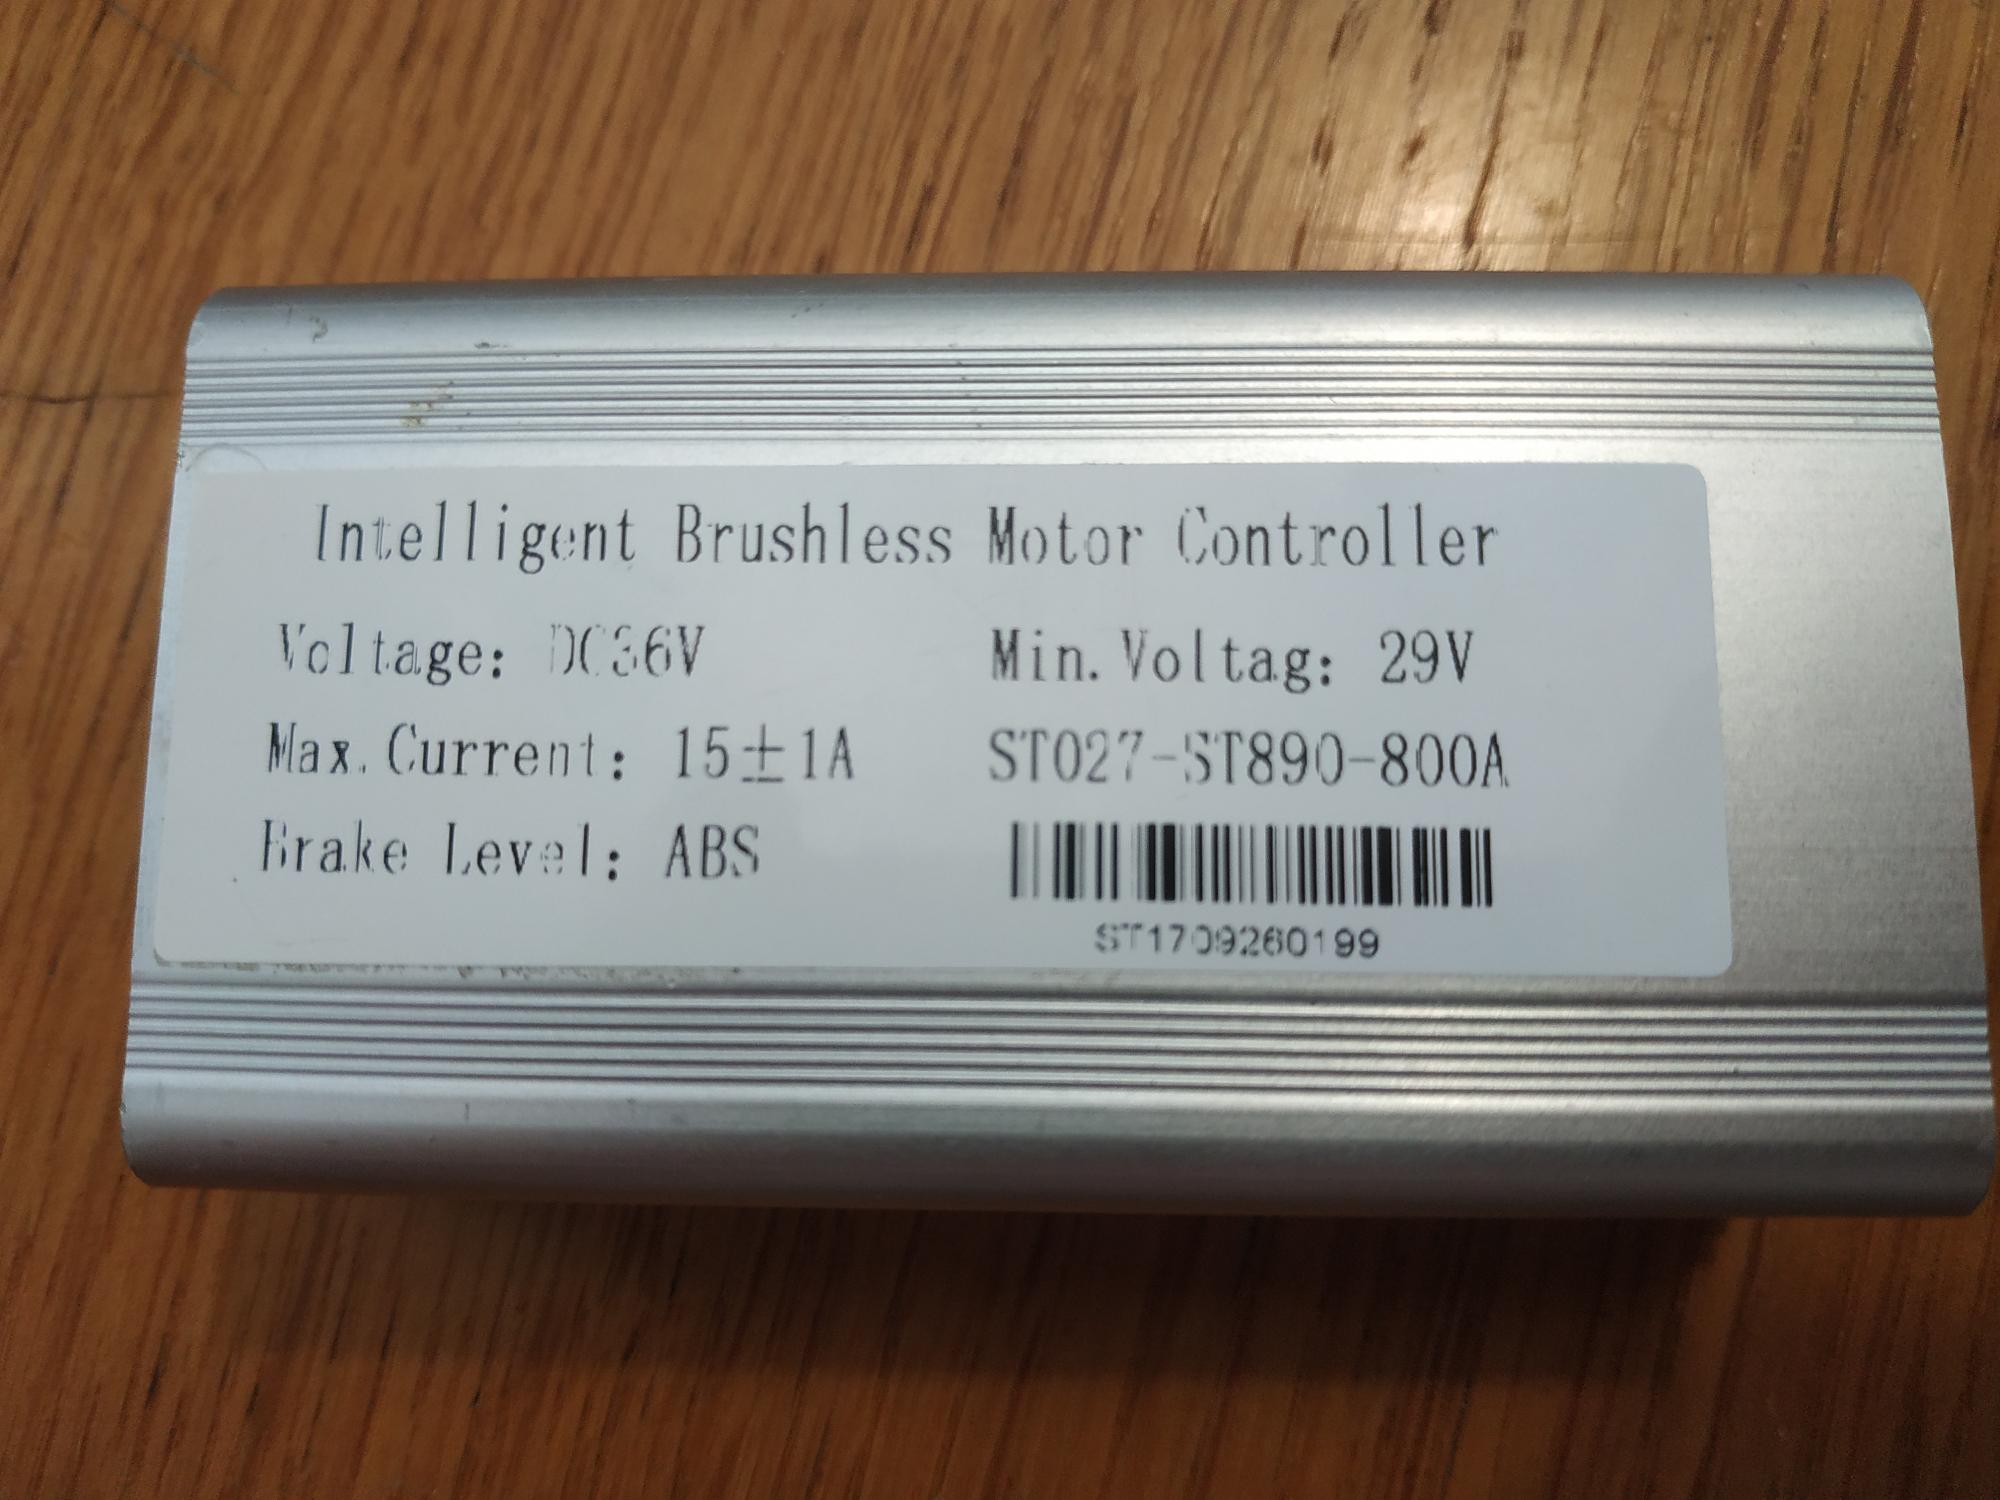 Intelligent Brushless Motor Controller
Voltage: DC36V
Min. Voltag: 29V
Max. Current: 15±1A
ST027-ST890-800A
Brake Level: ABS
ST1709260199